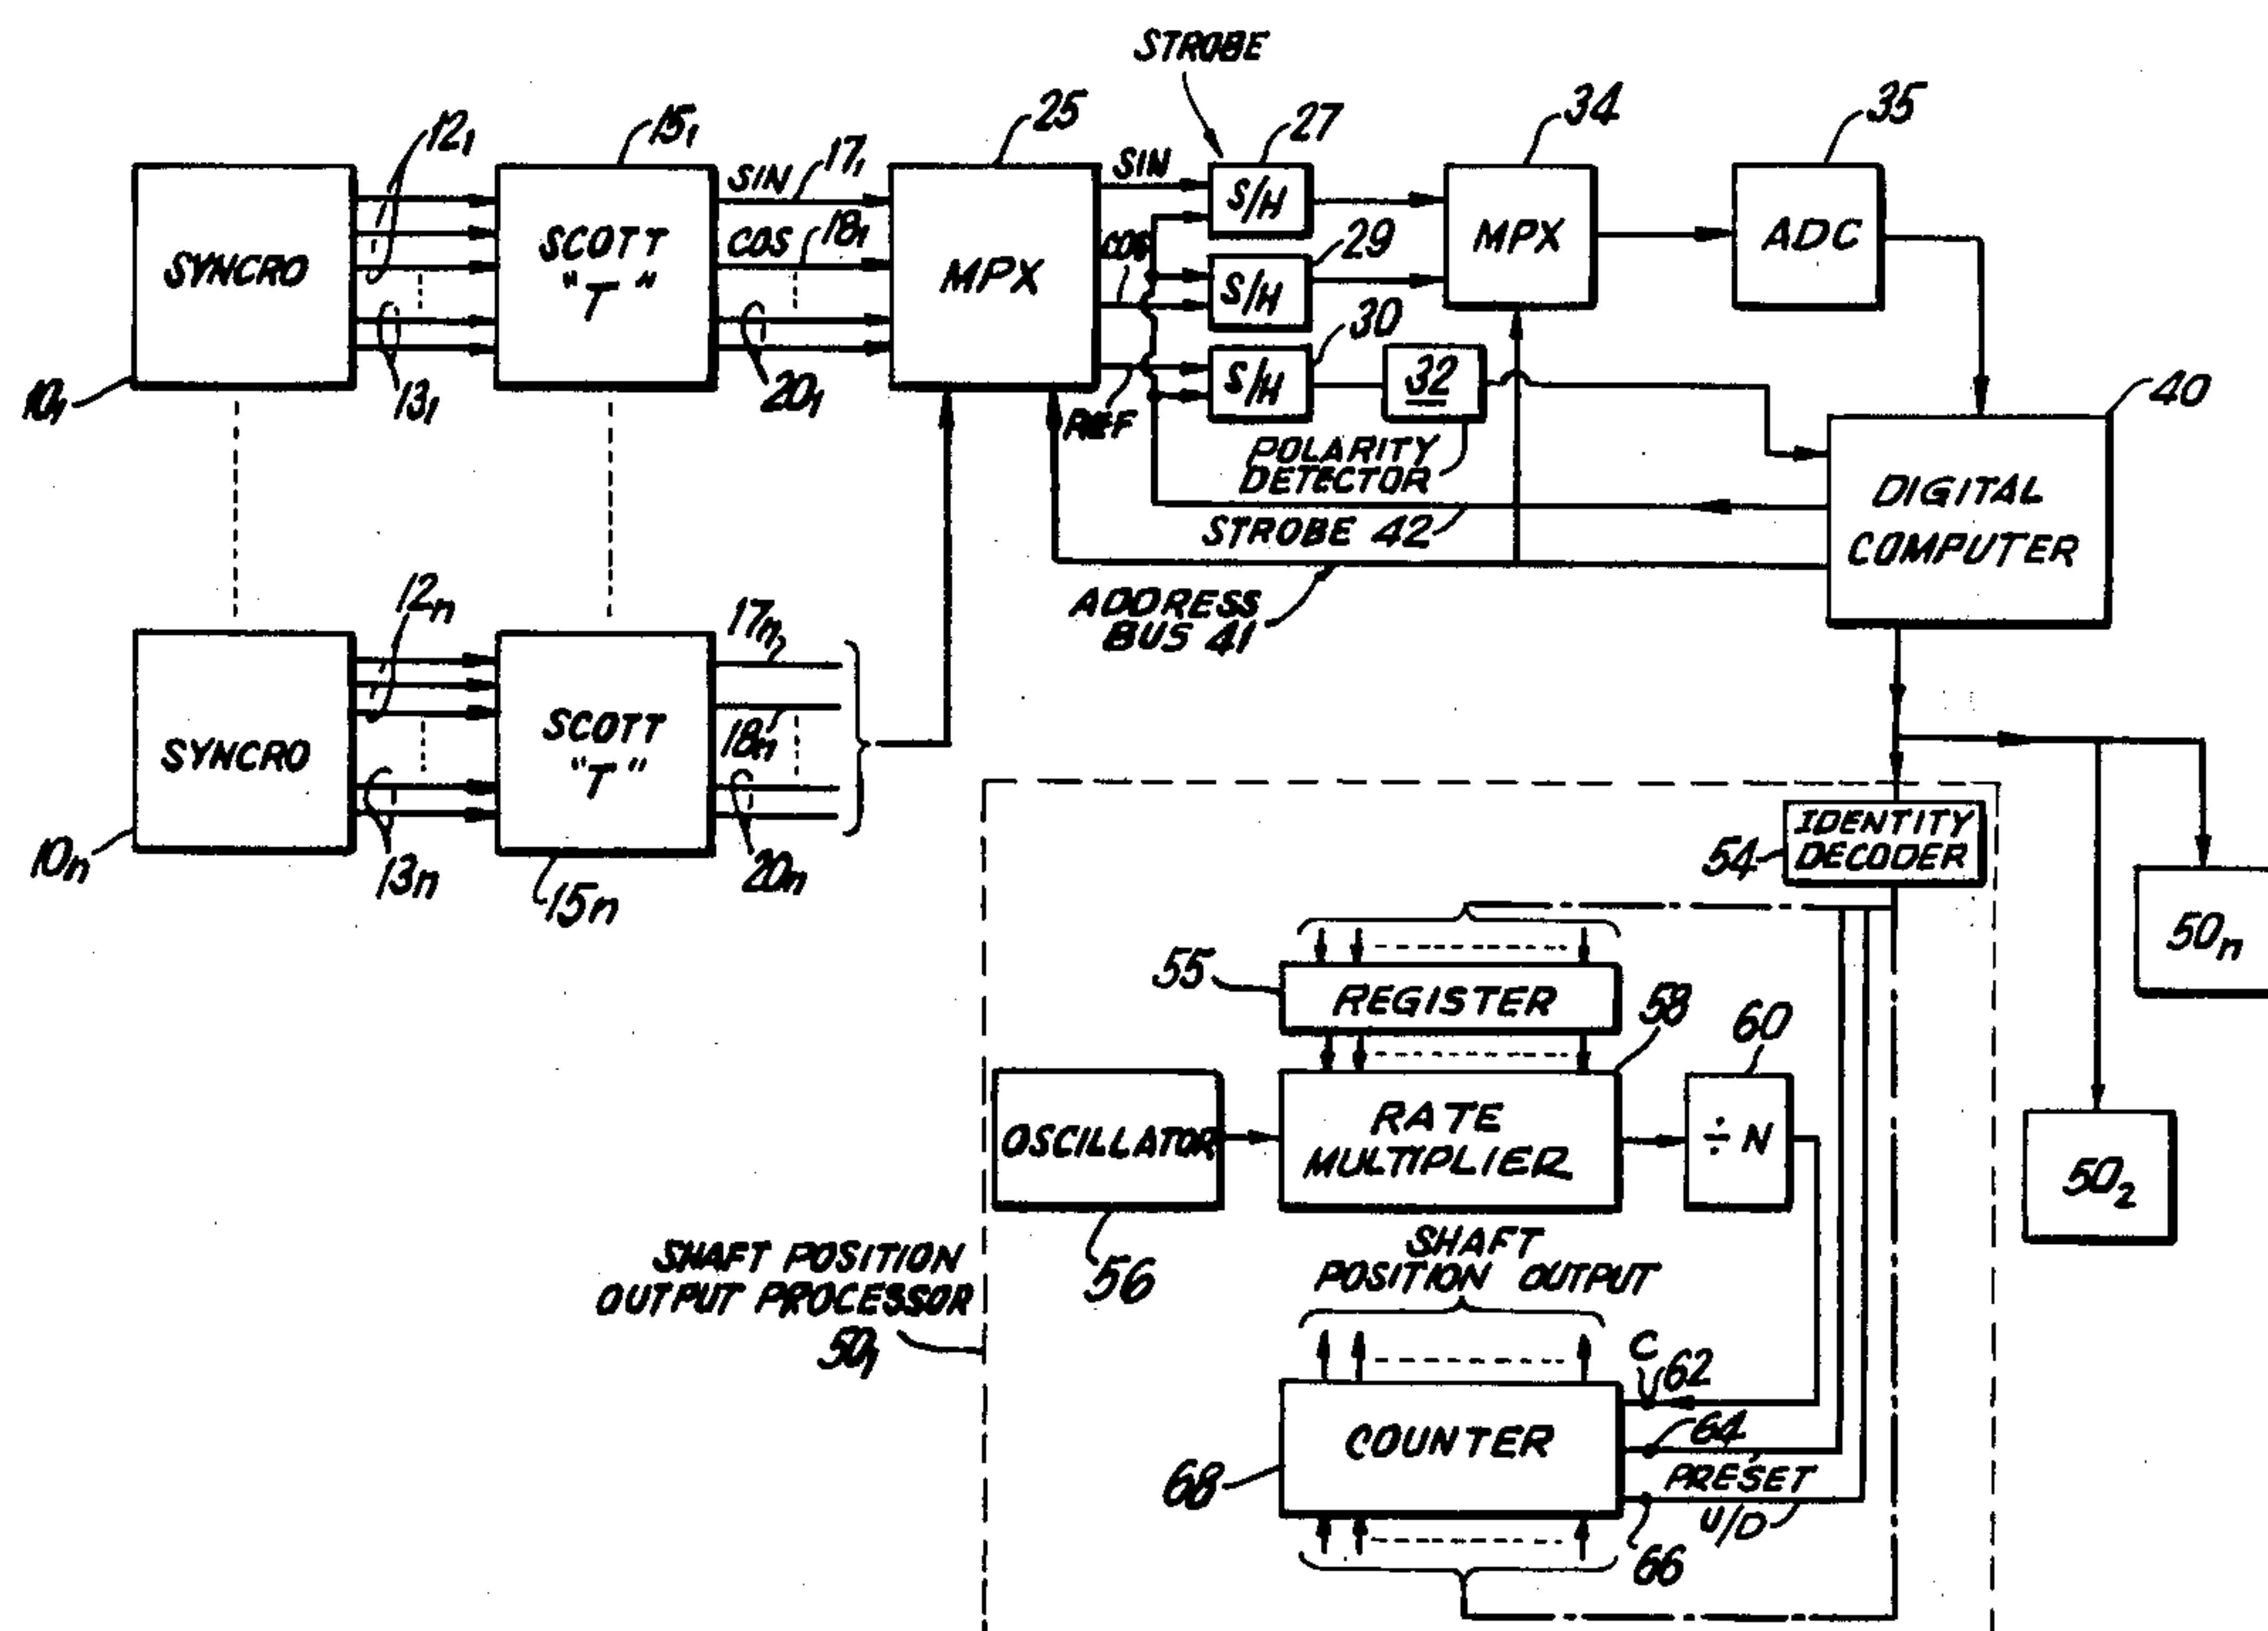 STROBE
12₁
15₁
17₁
25
27
34
35
SYNCRO
SCOTT
"T"
SIN
COS
18₁
MPX
SIN
COS
REF
S/H
S/H
29
S/H
30
32
MPX
ADC
10₁
13₁
20₁
POLARITY
DETECTOR
40
DIGITAL
COMPUTER
STROBE 42
ADDRESS
BUS 41
12ₙ
17ₙ
SYNCRO
SCOTT
"T"
18ₙ
10ₙ
13ₙ
15ₙ
20ₙ
54
IDENTITY
DECODER
50ₙ
50₂
55
REGISTER
58
60
OSCILLATOR
RATE
MULTIPLIER
÷ N
56
SHAFT POSITION
OUTPUT PROCESSOR
50₁
SHAFT
POSITION OUTPUT
C
62
64
COUNTER
68
PRESET
U/D
66